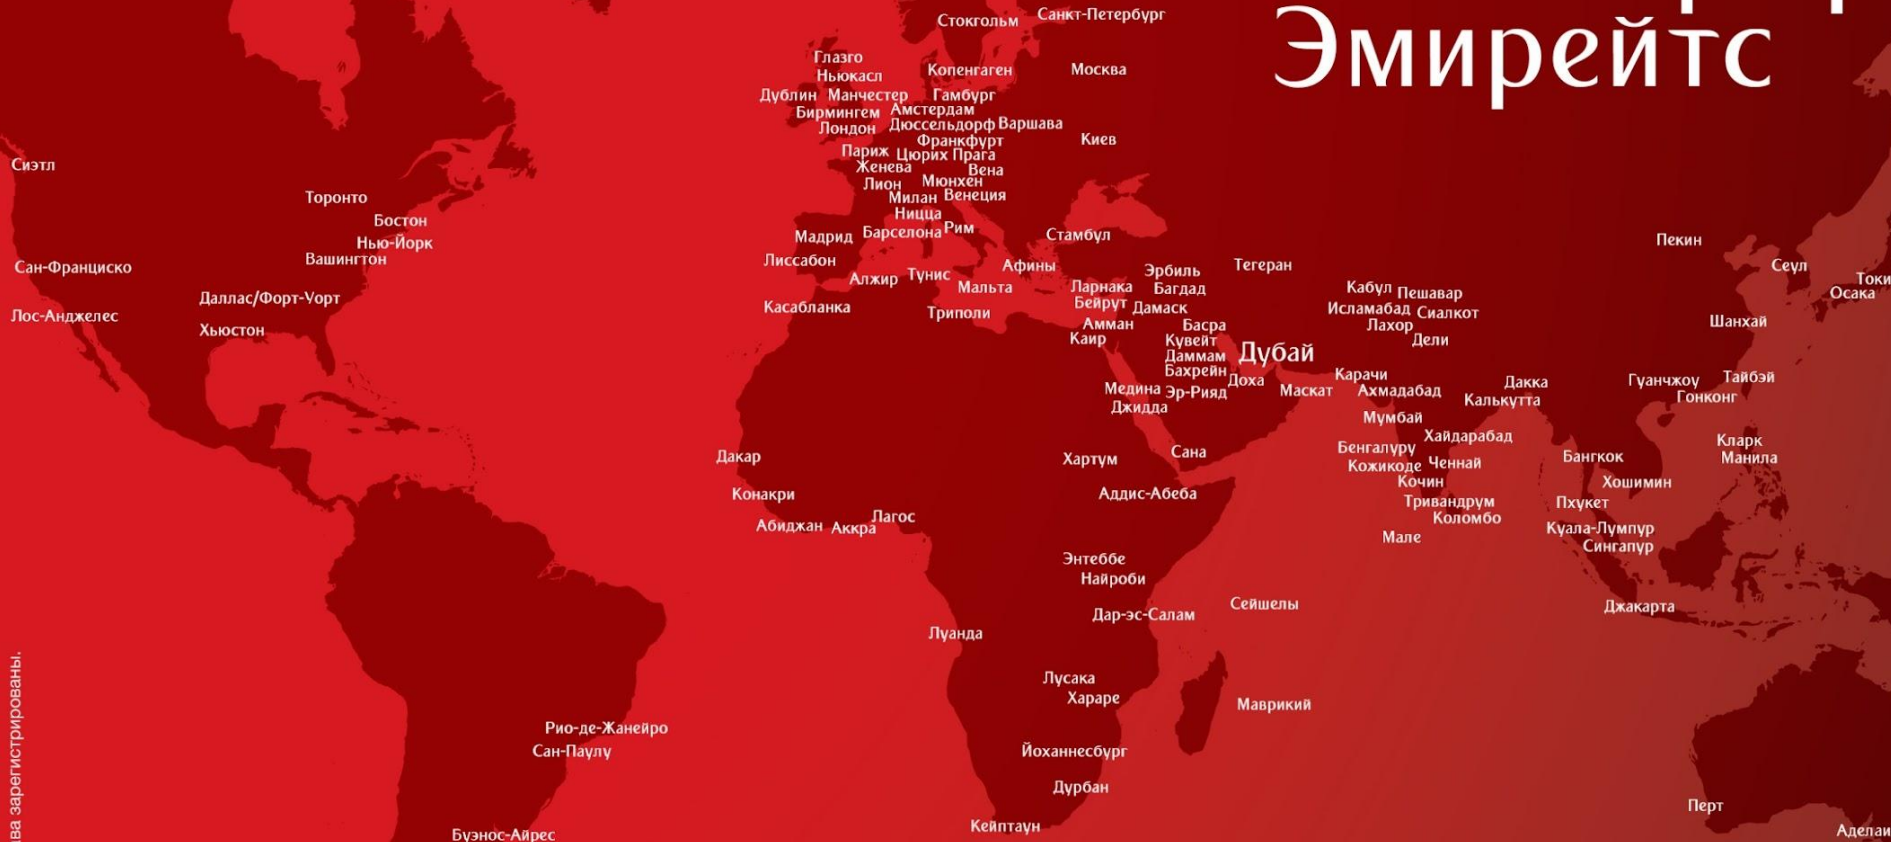 Эмирейтс
Стокгольм
Санкт-Петербург
Глазго
Ньюкасл
Копенгаген
Москва
Дублин
Манчестер
Гамбург
Бирмингем
Амстердам
Лондон
Дюссельдорф
Варшава
Франкфурт
Киев
Париж
Цюрих
Прага
Женева
Вена
Лион
Мюнхен
Милан
Венеция
Ницца
Барселона
Рим
Мадрид
Стамбул
Лиссабон
Афины
Алжир
Тунис
Мальта
Касабланка
Триполи
Сиэтл
Торонто
Бостон
Нью-Йорк
Вашингтон
Сан-Франциско
Даллас/Форт-Уорт
Лос-Анджелес
Хьюстон
Эрбиль
Тегеран
Ларнака
Багдад
Бейрут
Дамаск
Амман
Басра
Каир
Кувейт
Даммам
Дубай
Бахрейн
Доха
Медина
Эр-Рияд
Маскат
Джидда
Кабул
Пешавар
Исламабад
Сиалкот
Лахор
Дели
Карачи
Ахмадабад
Дакка
Калькутта
Мумбай
Хайдарабад
Бенгалуру
Кожикоде
Ченнай
Кочин
Тривандрум
Коломбо
Мале
Пекин
Сеул
Токи
Осака
Шанхай
Гуанчжоу
Тайбэй
Гонконг
Кларк
Манила
Бангкок
Хошимин
Пхукет
Куала-Лумпур
Сингапур
Джакарта
Дакар
Хартум
Сана
Конакри
Аддис-Абеба
Абиджан
Аккра
Лагос
Энтеббе
Найроби
Сейшелы
Дар-эс-Салам
Луанда
Лусака
Хараре
Маврикий
Йоханнесбург
Дурбан
Кейптаун
Рио-де-Жанейро
Сан-Паулу
Буэнос-Айрес
Перт
Аделаи
ва зарегистрированы.